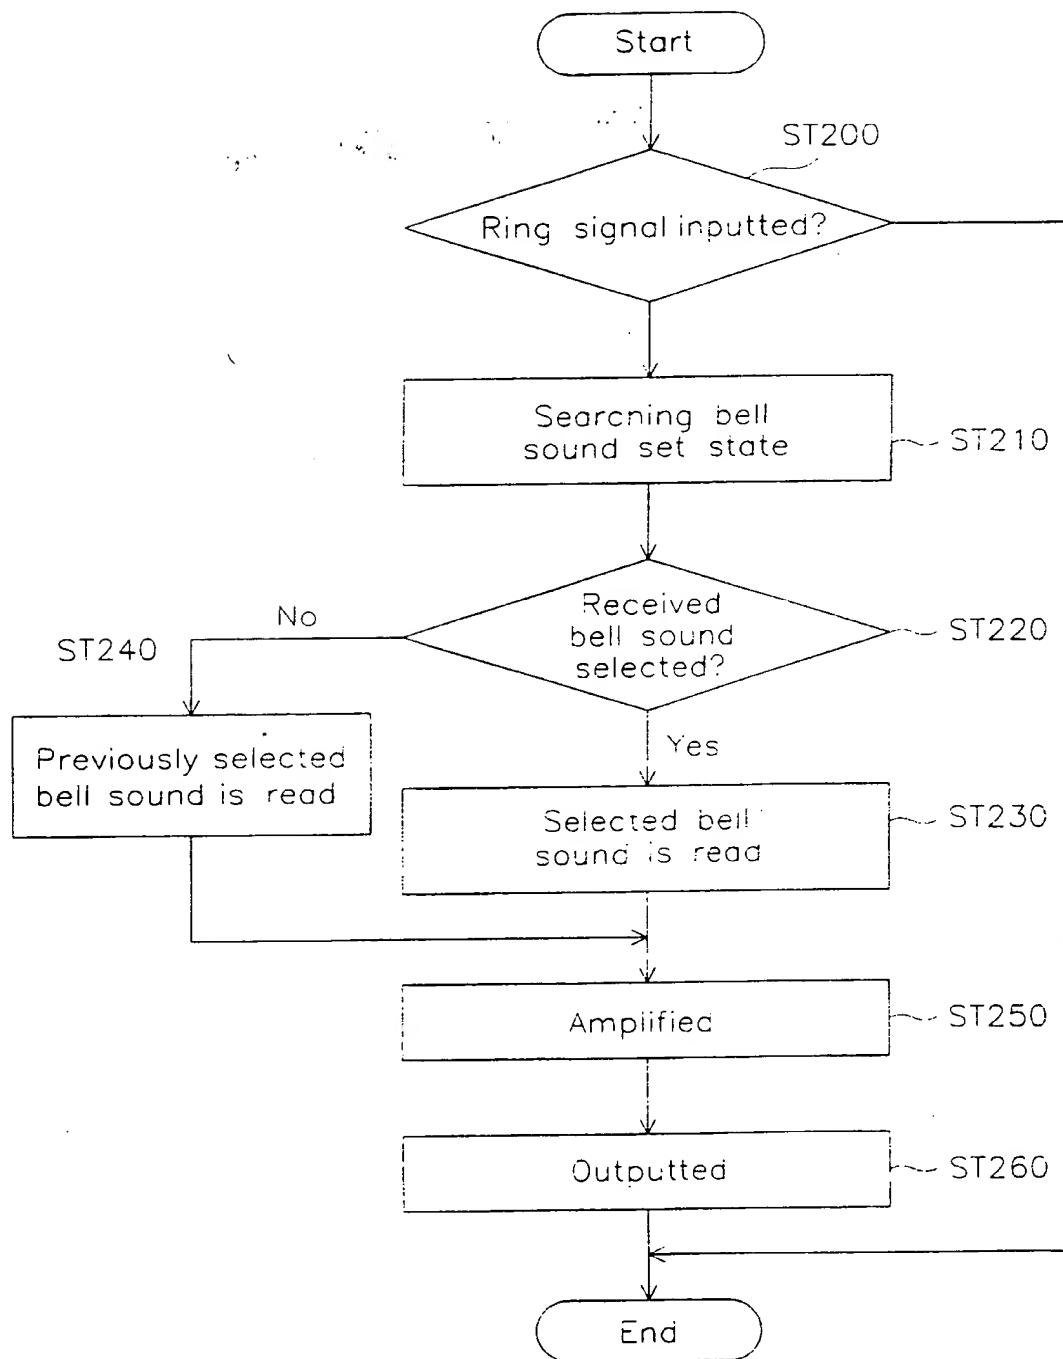 Start
ST200
Ring signal inputted?
Searcning bell
sound set state
ST210
Received
bell sound
selected?
ST220
No
ST240
Previously selected
bell sound is read
Yes
Selected bell
sound is read
ST230
Amplified
ST250
Outputted
ST260
End